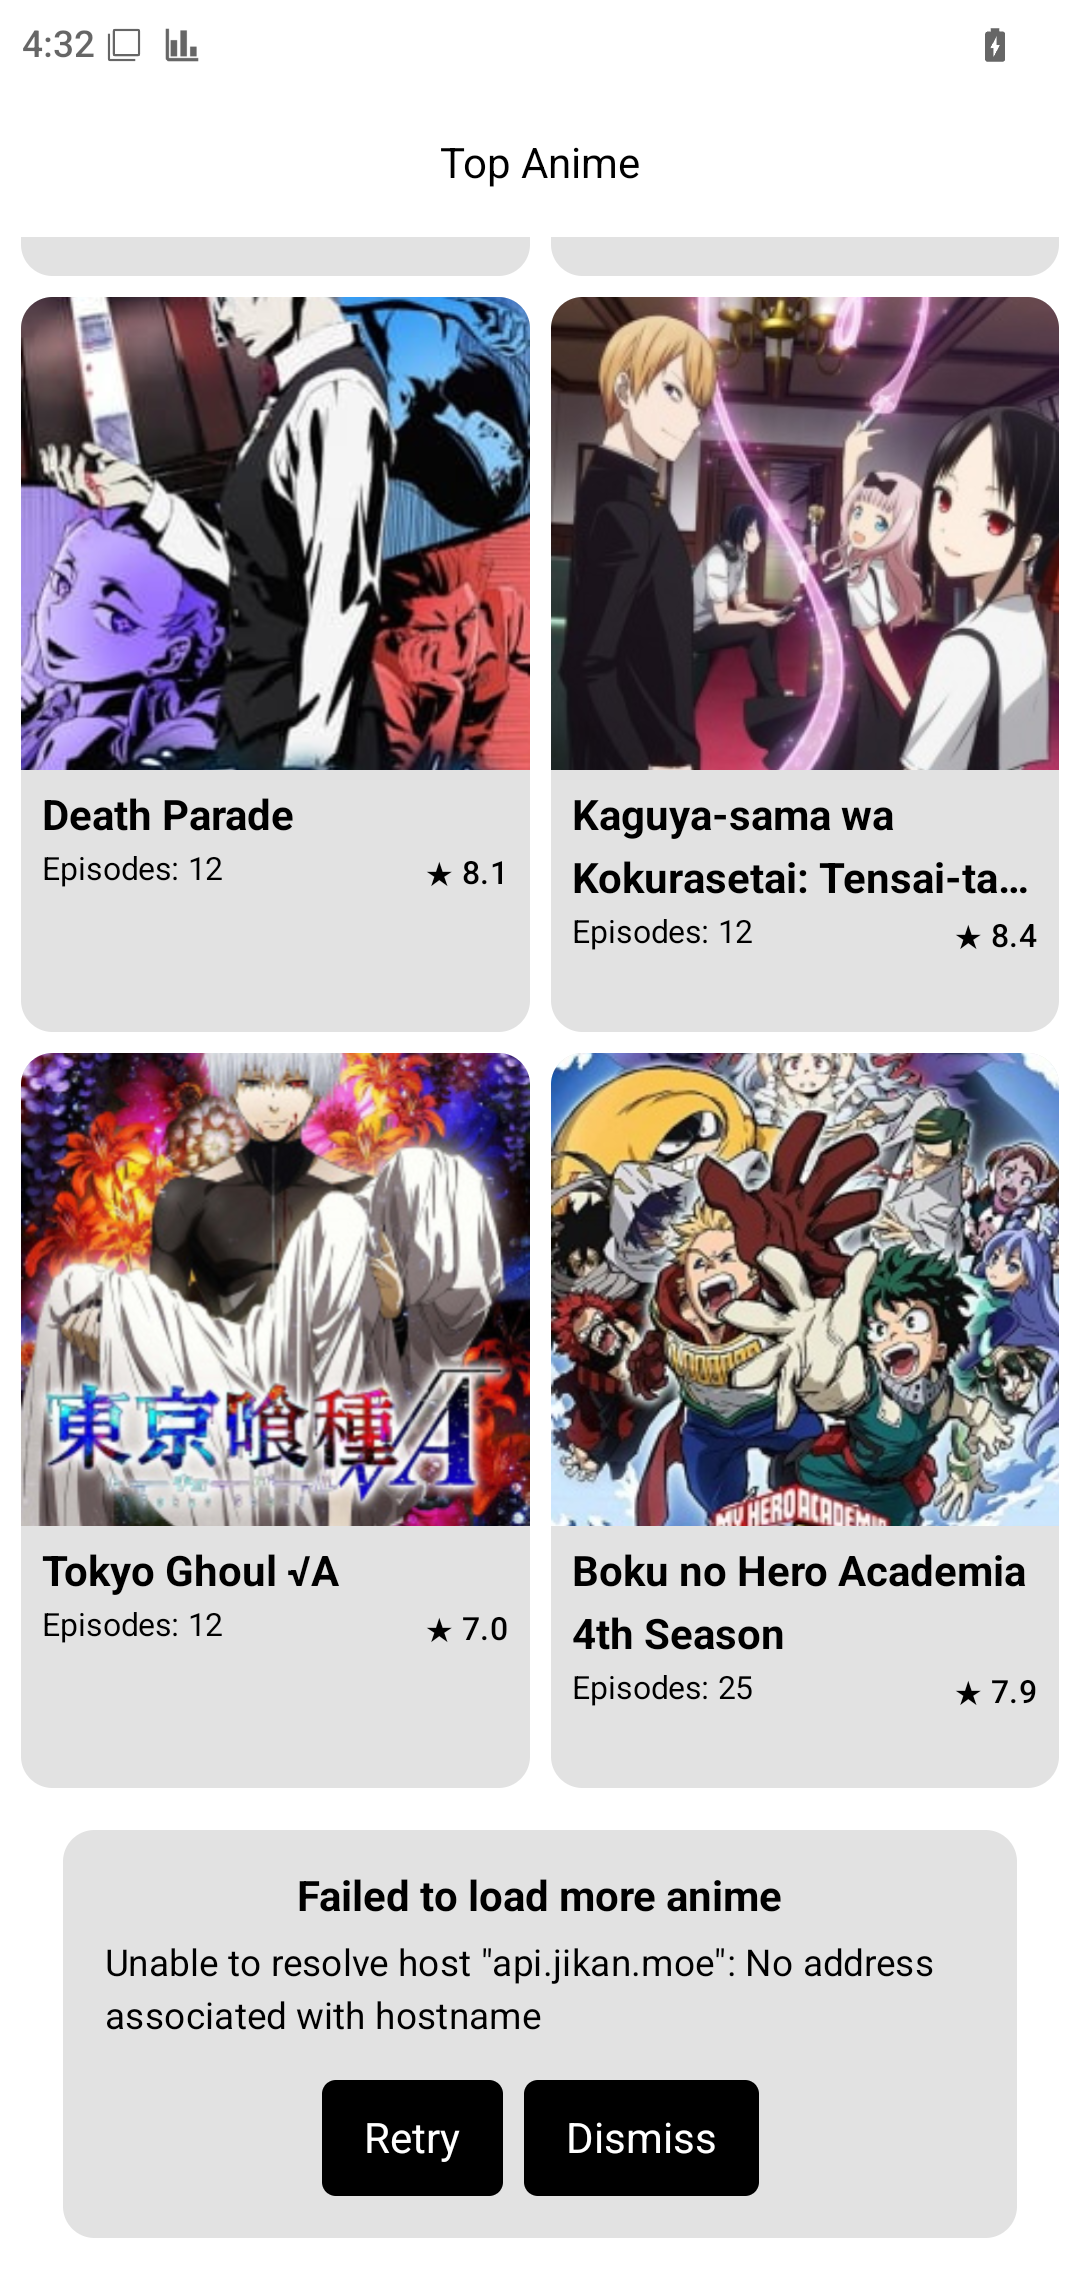 4:32
Top Anime
Death Parade
Episodes: 12
★ 8.1
Kaguya-sama wa
Kokurasetai: Tensai-ta...
Episodes: 12
★ 8.4
東京喰種√A
Tokyo Ghoul √A
Episodes: 12
★ 7.0
MY HERO ACADEMIA
Boku no Hero Academia
4th Season
Episodes: 25
★ 7.9
Failed to load more anime
Unable to resolve host "api.jikan.moe": No address
associated with hostname
Retry
Dismiss